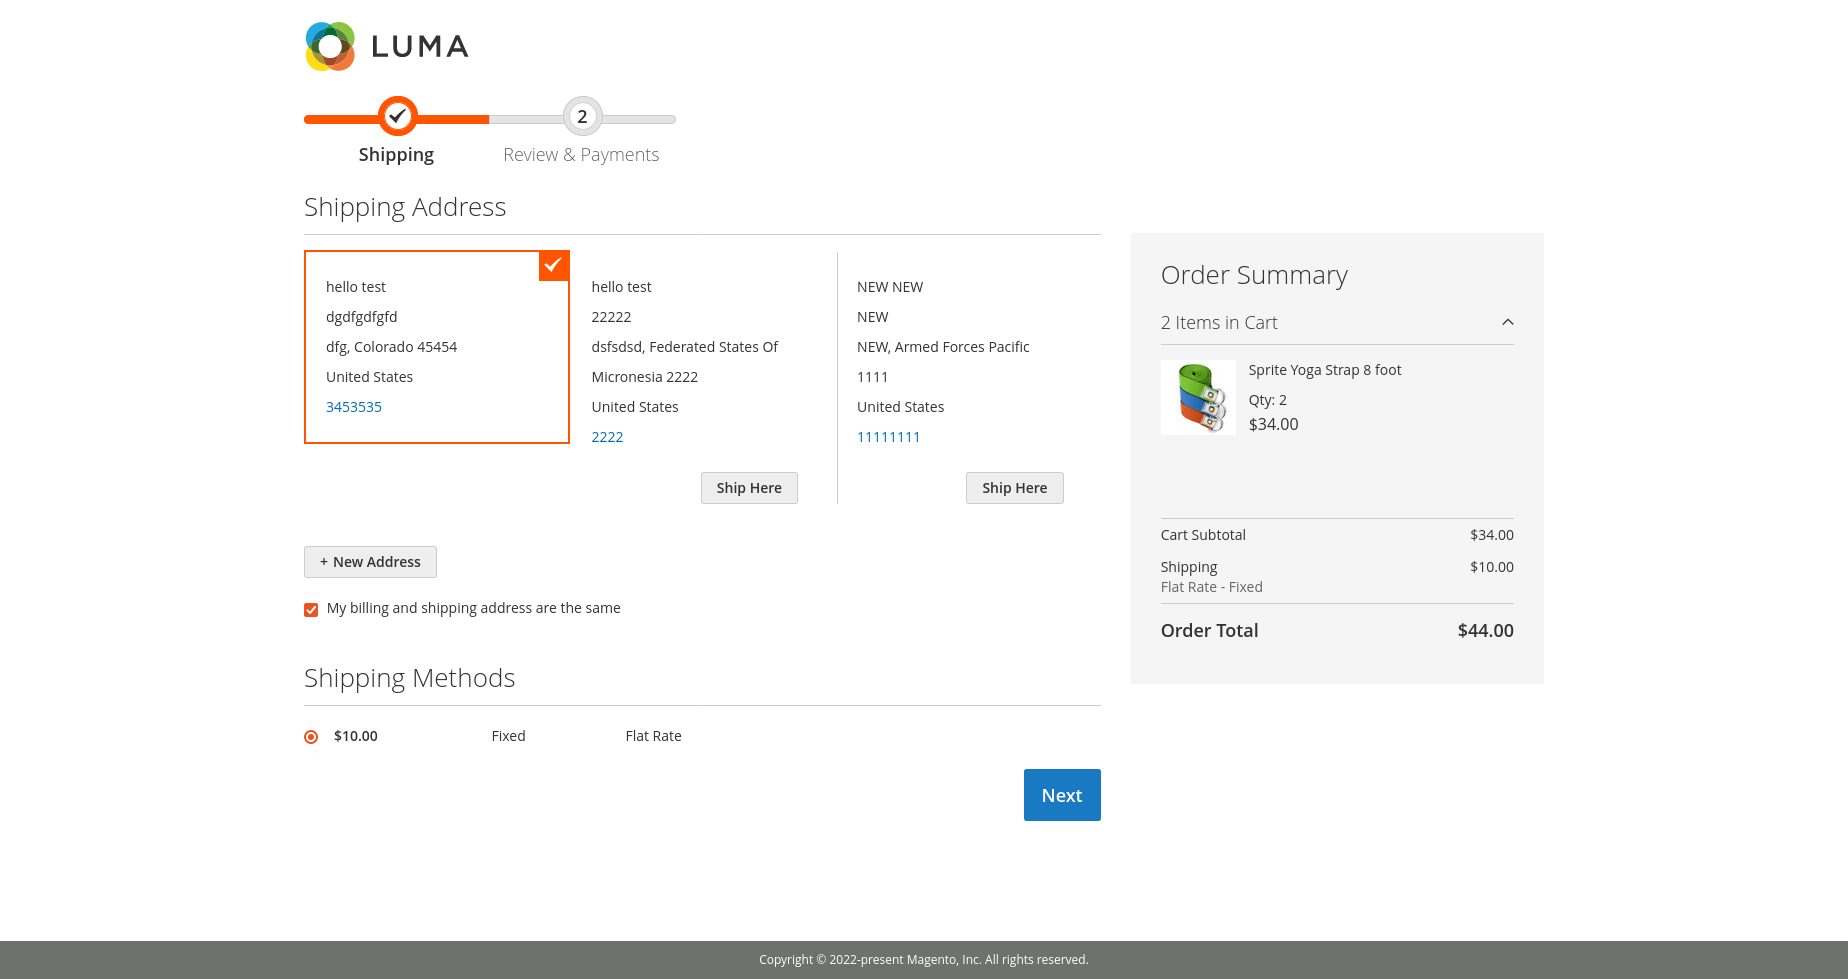 LUMA
2
Shipping
Review & Payments
Shipping Address
hello test
dgdfgdfgfd
dfg, Colorado 45454
United States
3453535
hello test
22222
dsfsdsd, Federated States Of
Micronesia 2222
United States
2222
Ship Here
NEW NEW
NEW
NEW, Armed Forces Pacific
1111
United States
11111111
Ship Here
+ New Address
My billing and shipping address are the same
Shipping Methods
$10.00 Fixed Flat Rate
Next
Order Summary
2 Items in Cart
Sprite Yoga Strap 8 foot
Qty: 2
$34.00
Cart Subtotal $34.00
Shipping $10.00
Flat Rate - Fixed
Order Total $44.00
Copyright © 2022-present Magento, Inc. All rights reserved.